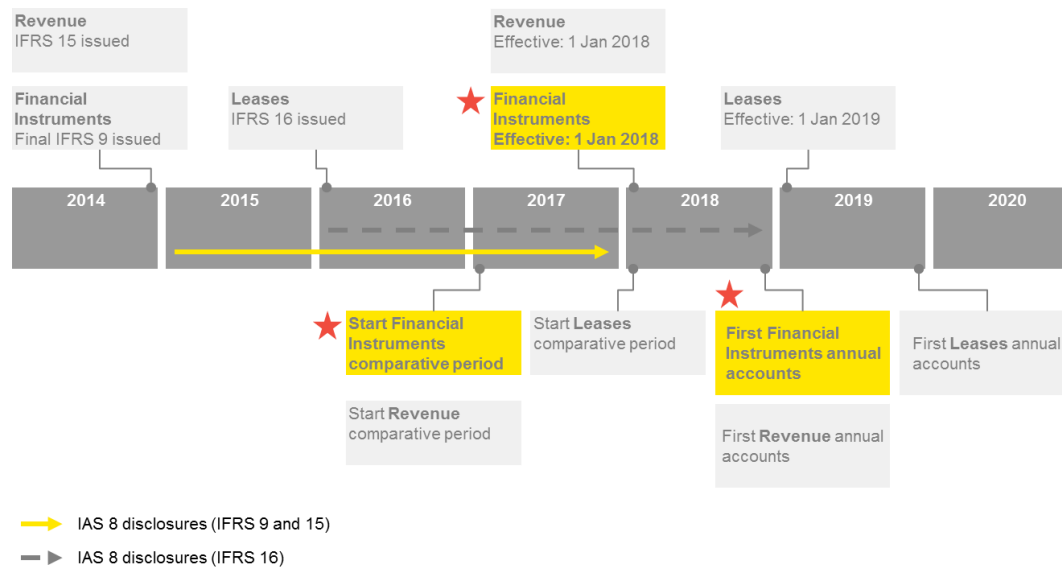 Revenue
IFRS 15 issued
Revenue
Effective: 1 Jan 2018
Financial
Instruments
Final IFRS 9 issued
Leases
IFRS 16 issued
Financial
Instruments
Effective: 1 Jan 2018
Leases
Effective: 1 Jan 2019
2014
2015
2016
2017
2018
2019
2020
Start Financial
Instruments
comparative period
Start Leases
comparative period
First Financial
Instruments annual
accounts
First Leases annual
accounts
Start Revenue
comparative period
First Revenue annual
accounts
IAS 8 disclosures (IFRS 9 and 15)
IAS 8 disclosures (IFRS 16)